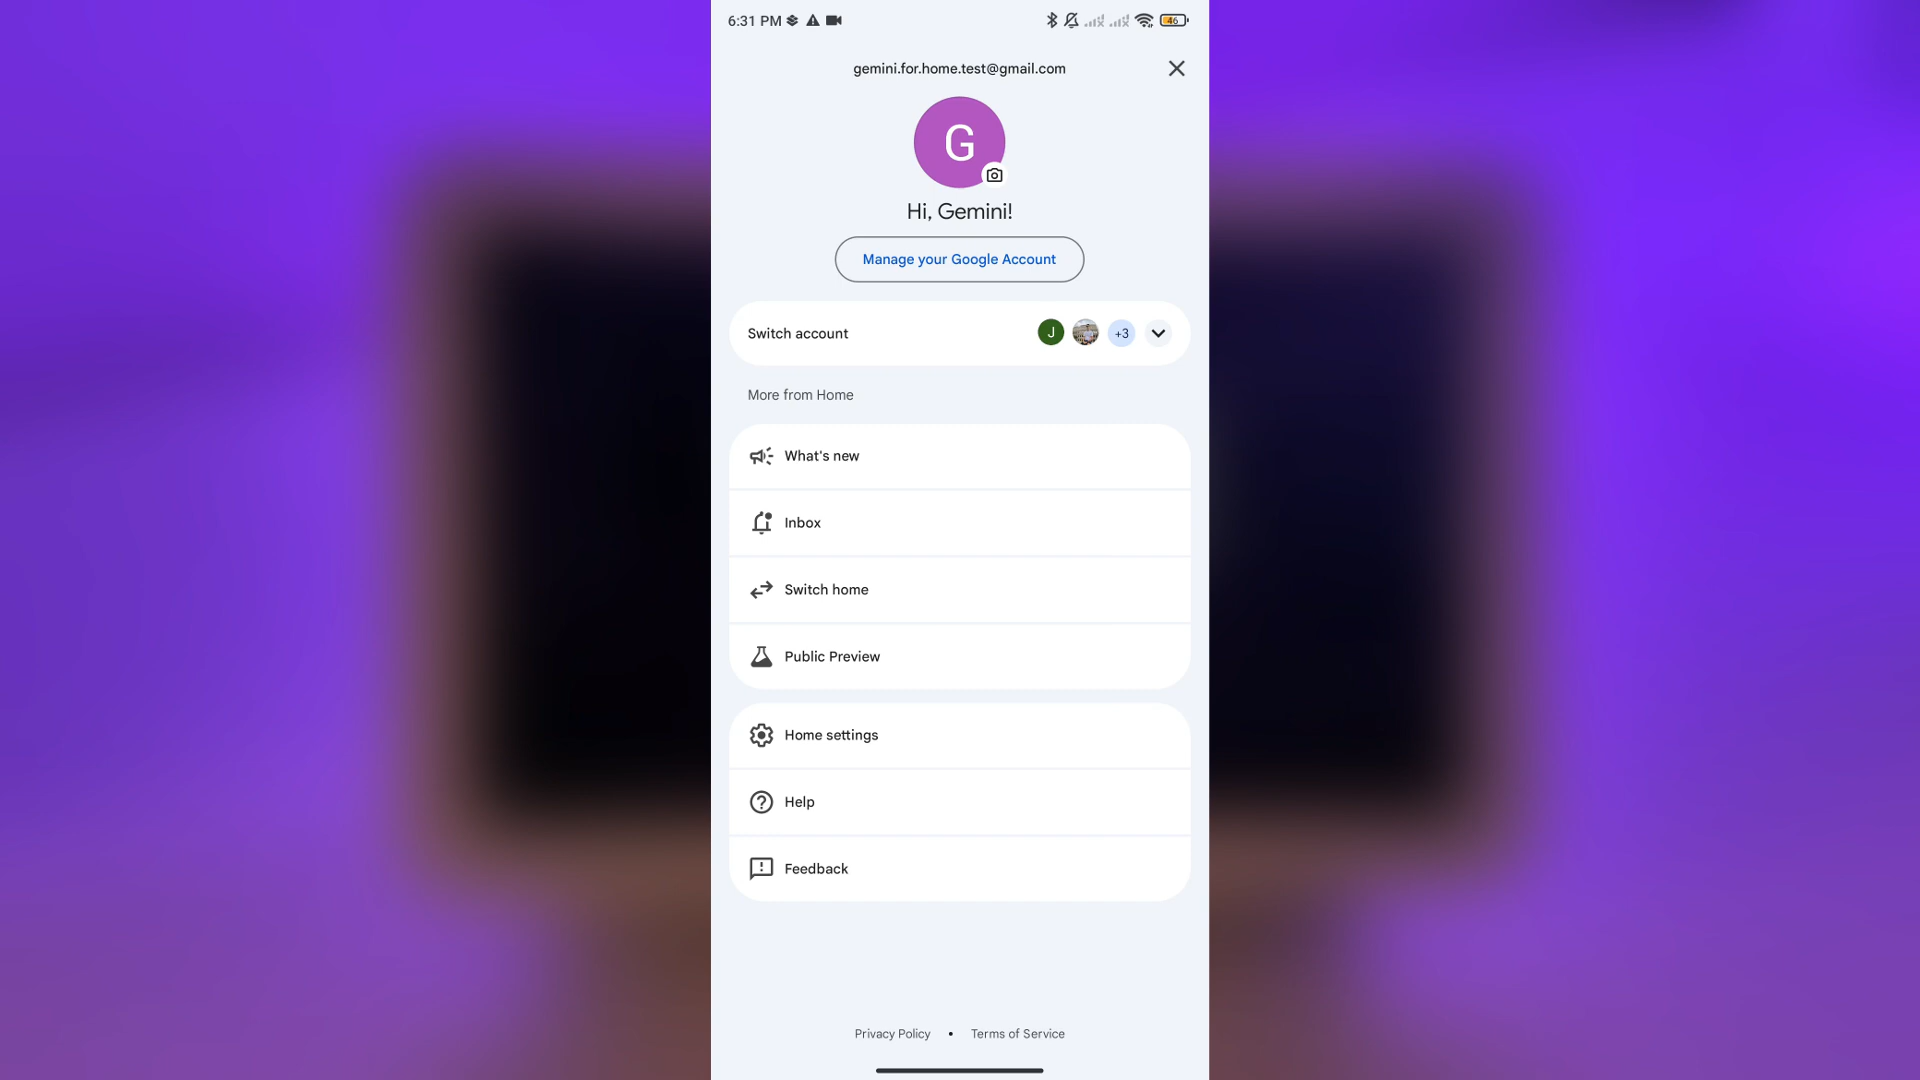 6:31 PM
46
gemini.for.home.test@gmail.com
G
Hi, Gemini!
Manage your Google Account
Switch account
J
+3
More from Home
What's new
Inbox
Switch home
Public Preview
Home settings
Help
Feedback
Privacy Policy • Terms of Service